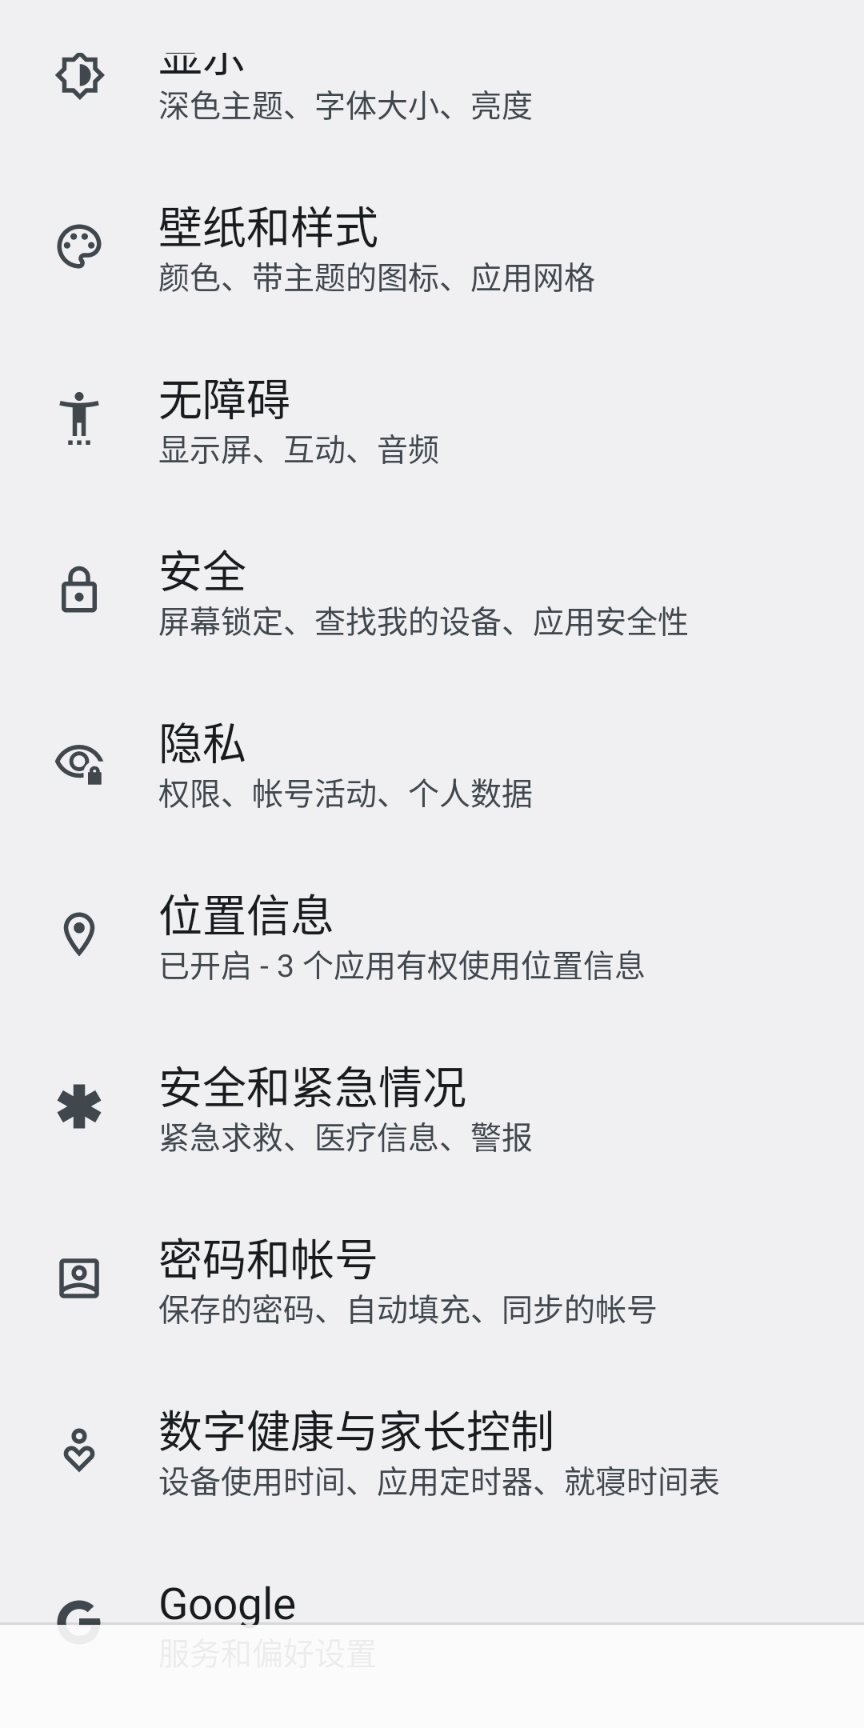 显示
深色主题、字体大小、亮度
壁纸和样式
颜色、带主题的图标、应用网格
无障碍
显示屏、互动、音频
安全
屏幕锁定、查找我的设备、应用安全性
隐私
权限、帐号活动、个人数据
位置信息
已开启 - 3 个应用有权使用位置信息
安全和紧急情况
紧急求救、医疗信息、警报
密码和帐号
保存的密码、自动填充、同步的帐号
数字健康与家长控制
设备使用时间、应用定时器、就寝时间表
Google
服务和偏好设置